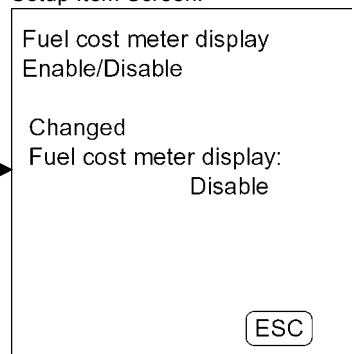 Setup Item Screen:
Fuel cost meter display
Enable/Disable
Changed
Fuel cost meter display:
Disable
ESC